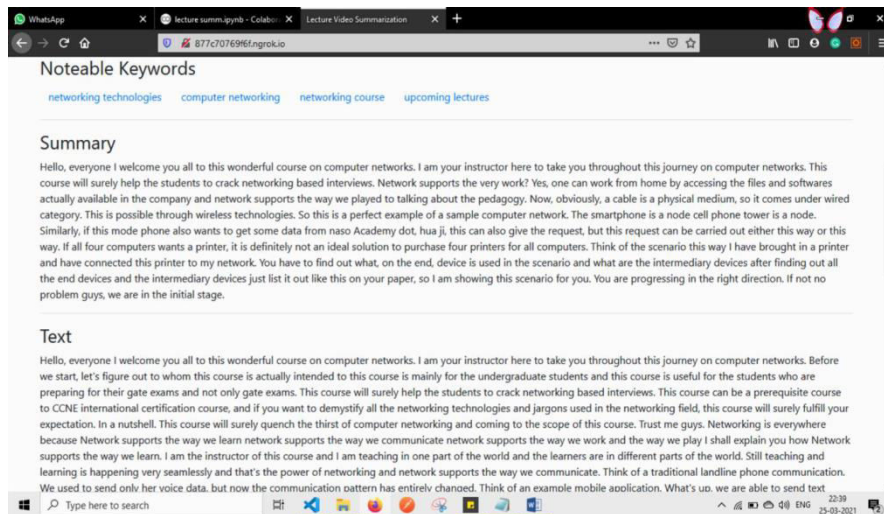 WhatsApp
lecture summ.ipynb - Colabor
Lecture Video Summarization
877c70769f6f.ngrok.io
Noteable Keywords
networking technologies computer networking networking course upcoming lectures
Summary
Hello, everyone I welcome you all to this wonderful course on computer networks. I am your instructor here to take you throughout this journey on computer networks. This
course will surely help the students to crack networking based interviews. Network supports the very work? Yes, one can work from home by accessing the files and softwares
actually available in the company and network supports the way we played to talking about the pedagogy. Now, obviously, a cable is a physical medium, so it comes under wired
category. This is possible through wireless technologies. So this is a perfect example of a sample computer network. The smartphone is a node cell phone tower is a node.
Similarly, if this mode phone also wants to get some data from naso Academy dot, hua ji, this can also give the request, but this request can be carried out either this way or this
way. If all four computers wants a printer, it is definitely not an ideal solution to purchase four printers for all computers. Think of the scenario this way I have brought in a printer
and have connected this printer to my network. You have to find out what, on the end, device is used in the scenario and what are the intermediary devices after finding out all
the end devices and the intermediary devices just list it out like this on your paper, so I am showing this scenario for you. You are progressing in the right direction. If not no
problem guys, we are in the initial stage.
Text
Hello, everyone I welcome you all to this wonderful course on computer networks. I am your instructor here to take you throughout this journey on computer networks. Before
we start, let's figure out to whom this course is actually intended to this course is mainly for the undergraduate students and this course is useful for the students who are
preparing for their gate exams and not only gate exams. This course will surely help the students to crack networking based interviews. This course can be a prerequisite course
to CCNE international certification course, and if you want to demystify all the networking technologies and jargons used in the networking field, this course will surely fulfill your
expectation. In a nutshell. This course will surely quench the thirst of computer networking and coming to the scope of this course. Trust me guys. Networking is everywhere
because Network supports the way we learn network supports the way we communicate network supports the way we work and the way we play I shall explain you how Network
supports the way we learn. I am the instructor of this course and I am teaching in one part of the world and the learners are in different parts of the world. Still teaching and
learning is happening very seamlessly and that's the power of networking and network supports the way we communicate. Think of a traditional landline phone communication.
We used to send only her voice data, but now the communication pattern has entirely changed. Think of an example mobile application. What's up, we are able to send text
Type here to search
ENG
22:39
25-03-2021